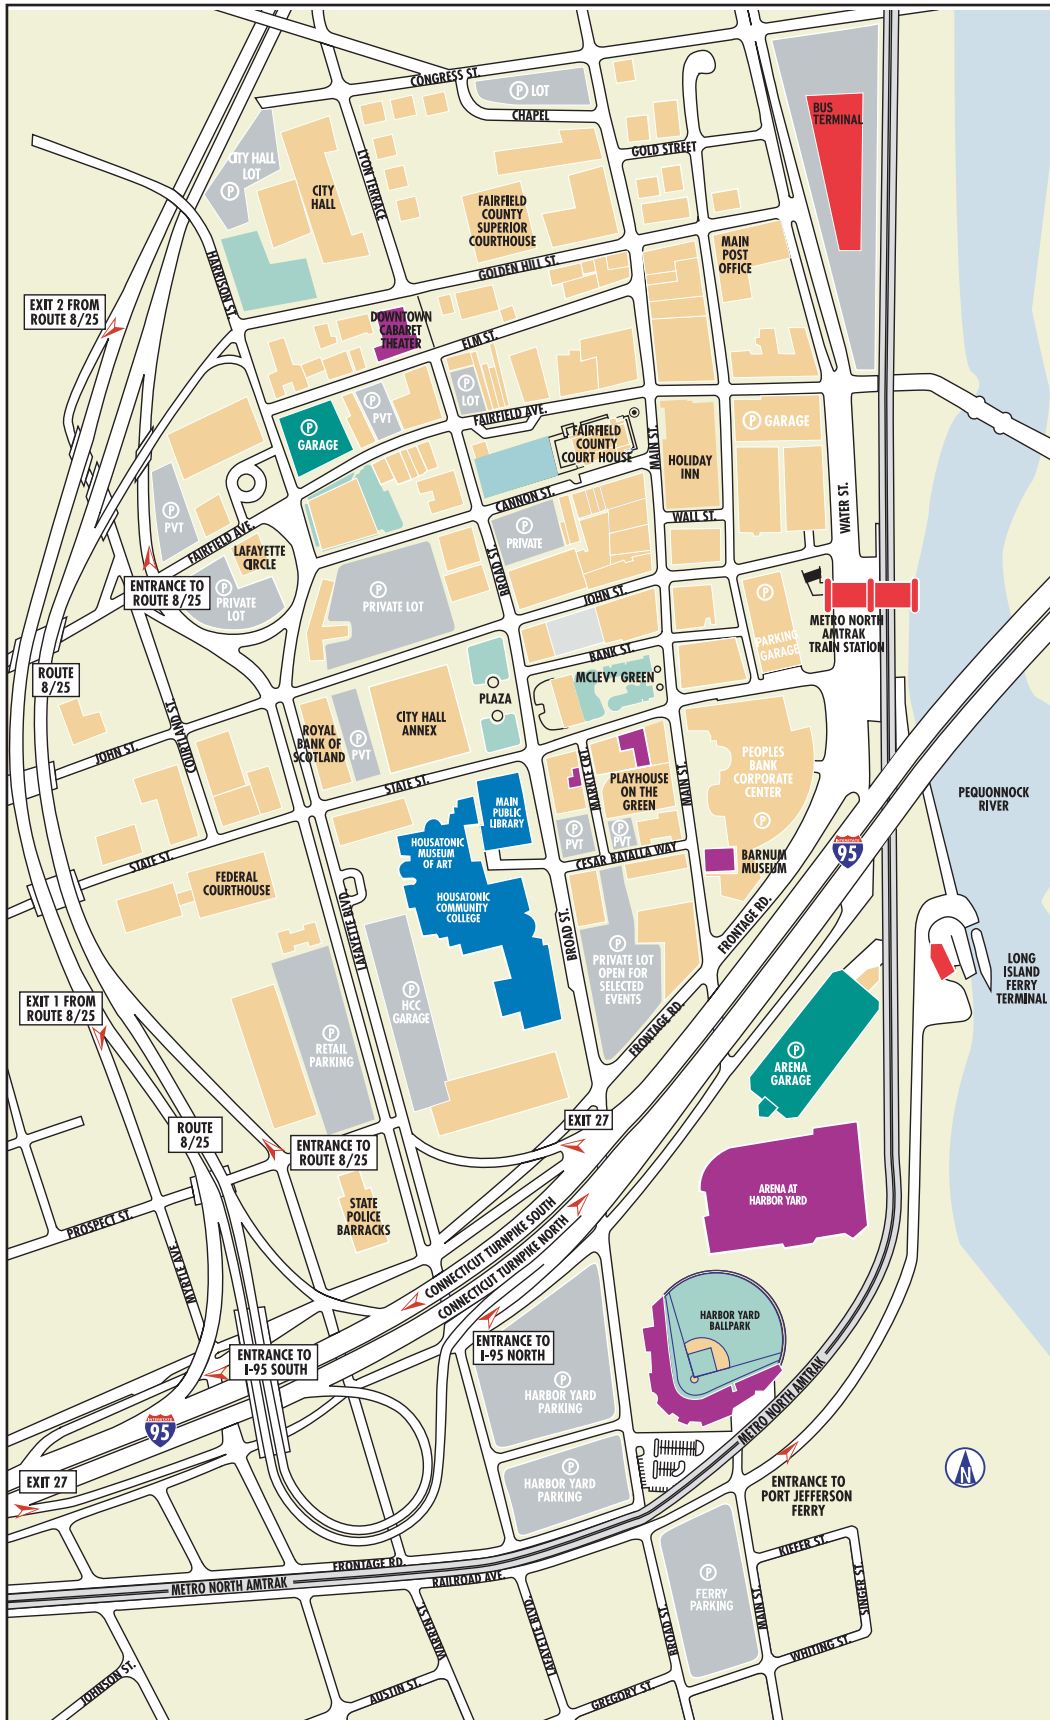 CONGRESS ST.
P LOT
CHAPEL
BUS
TERMINAL
GOLD STREET
CITY HALL
LOT
P
CITY
HALL
LYON TERRACE
FAIRFIELD
COUNTY
SUPERIOR
COURTHOUSE
MAIN
POST
OFFICE
HARRISON ST.
GOLDEN HILL ST.
EXIT 2 FROM
ROUTE 8/25
DOWNTOWN
CABARET
THEATER
ELM ST.
P
LOT
P
PVT
P
GARAGE
FAIRFIELD AVE.
FAIRFIELD
COUNTY
COURT HOUSE
MAIN ST.
P GARAGE
HOLIDAY
INN
CANNON ST.
WALL ST.
WATER ST.
P
PVT
FAIRFIELD AVE.
LAFAYETTE
CIRCLE
P
PRIVATE
BROAD ST.
ENTRANCE TO
ROUTE 8/25
P
PRIVATE
LOT
P
PRIVATE LOT
JOHN ST.
P
PARKING
GARAGE
METRO NORTH
AMTRAK
TRAIN STATION
BANK ST.
MCLEVY GREEN
ROUTE
8/25
PLAZA
COURTLAND ST.
JOHN ST.
ROYAL
BANK OF
SCOTLAND
P
PVT
CITY HALL
ANNEX
STATE ST.
MARKLE CRT.
PLAYHOUSE
ON THE
GREEN
MAIN ST.
PEOPLES
BANK
CORPORATE
CENTER
P
PEQUONNOCK
RIVER
MAIN
PUBLIC
LIBRARY
P
PVT
P
PVT
CESAR BATALLA WAY
BARNUM
MUSEUM
INTERSTATE
95
STATE ST.
HOUSATONIC
MUSEUM
OF ART
FEDERAL
COURTHOUSE
HOUSATONIC
COMMUNITY
COLLEGE
LAFAYETTE BLVD.
BROAD ST.
FRONTAGE RD.
P
PRIVATE LOT
OPEN FOR
SELECTED
EVENTS
LONG
ISLAND
FERRY
TERMINAL
EXIT 1 FROM
ROUTE 8/25
P
RETAIL
PARKING
P
HCC
GARAGE
FRONTAGE RD.
P
ARENA
GARAGE
ROUTE
8/25
EXIT 27
ENTRANCE TO
ROUTE 8/25
ARENA AT
HARBOR YARD
STATE
POLICE
BARRACKS
PROSPECT ST.
MYRTLE AVE.
CONNECTICUT TURNPIKE SOUTH
CONNECTICUT TURNPIKE NORTH
HARBOR YARD
BALLPARK
ENTRANCE TO
I-95 SOUTH
ENTRANCE TO
I-95 NORTH
P
HARBOR YARD
PARKING
METRO NORTH AMTRAK
INTERSTATE
95
EXIT 27
P
HARBOR YARD
PARKING
ENTRANCE TO
PORT JEFFERSON
FERRY
N
KIEFER ST.
FRONTAGE RD.
METRO NORTH AMTRAK
RAILROAD AVE.
P
FERRY
PARKING
SINGER ST.
WARREN ST.
LAFAYETTE BLVD.
BROAD ST.
MAIN ST.
WHITING ST.
JOHNSON ST.
AUSTIN ST.
GREGORY ST.